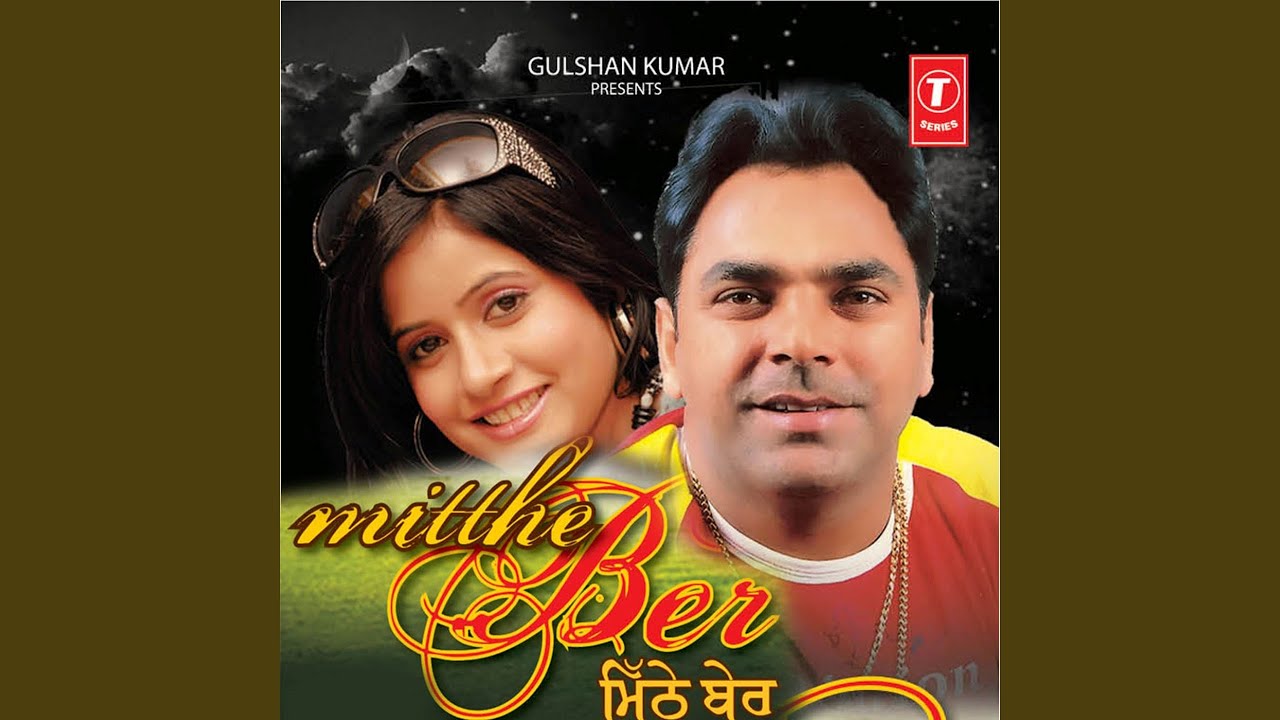 GULSHAN KUMAR
PRESENTS
T
SERIES
mitthe
Ber
ਮਿੱਠੇ ਬੇਰ